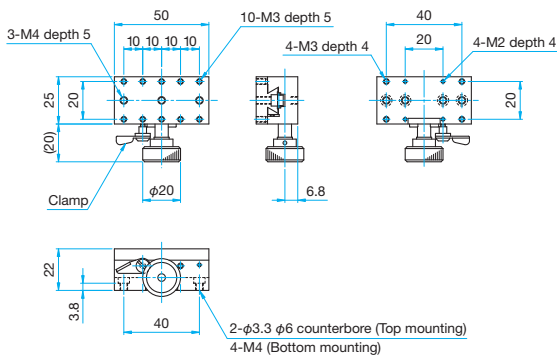 50
3-M4 depth 5
10-M3 depth 5
10 10 10 10
25
20
(20)
Clamp
φ20
6.8
40
4-M3 depth 4
20
4-M2 depth 4
20
22
3.8
40
2-φ3.3 φ6 counterbore (Top mounting)
4-M4 (Bottom mounting)